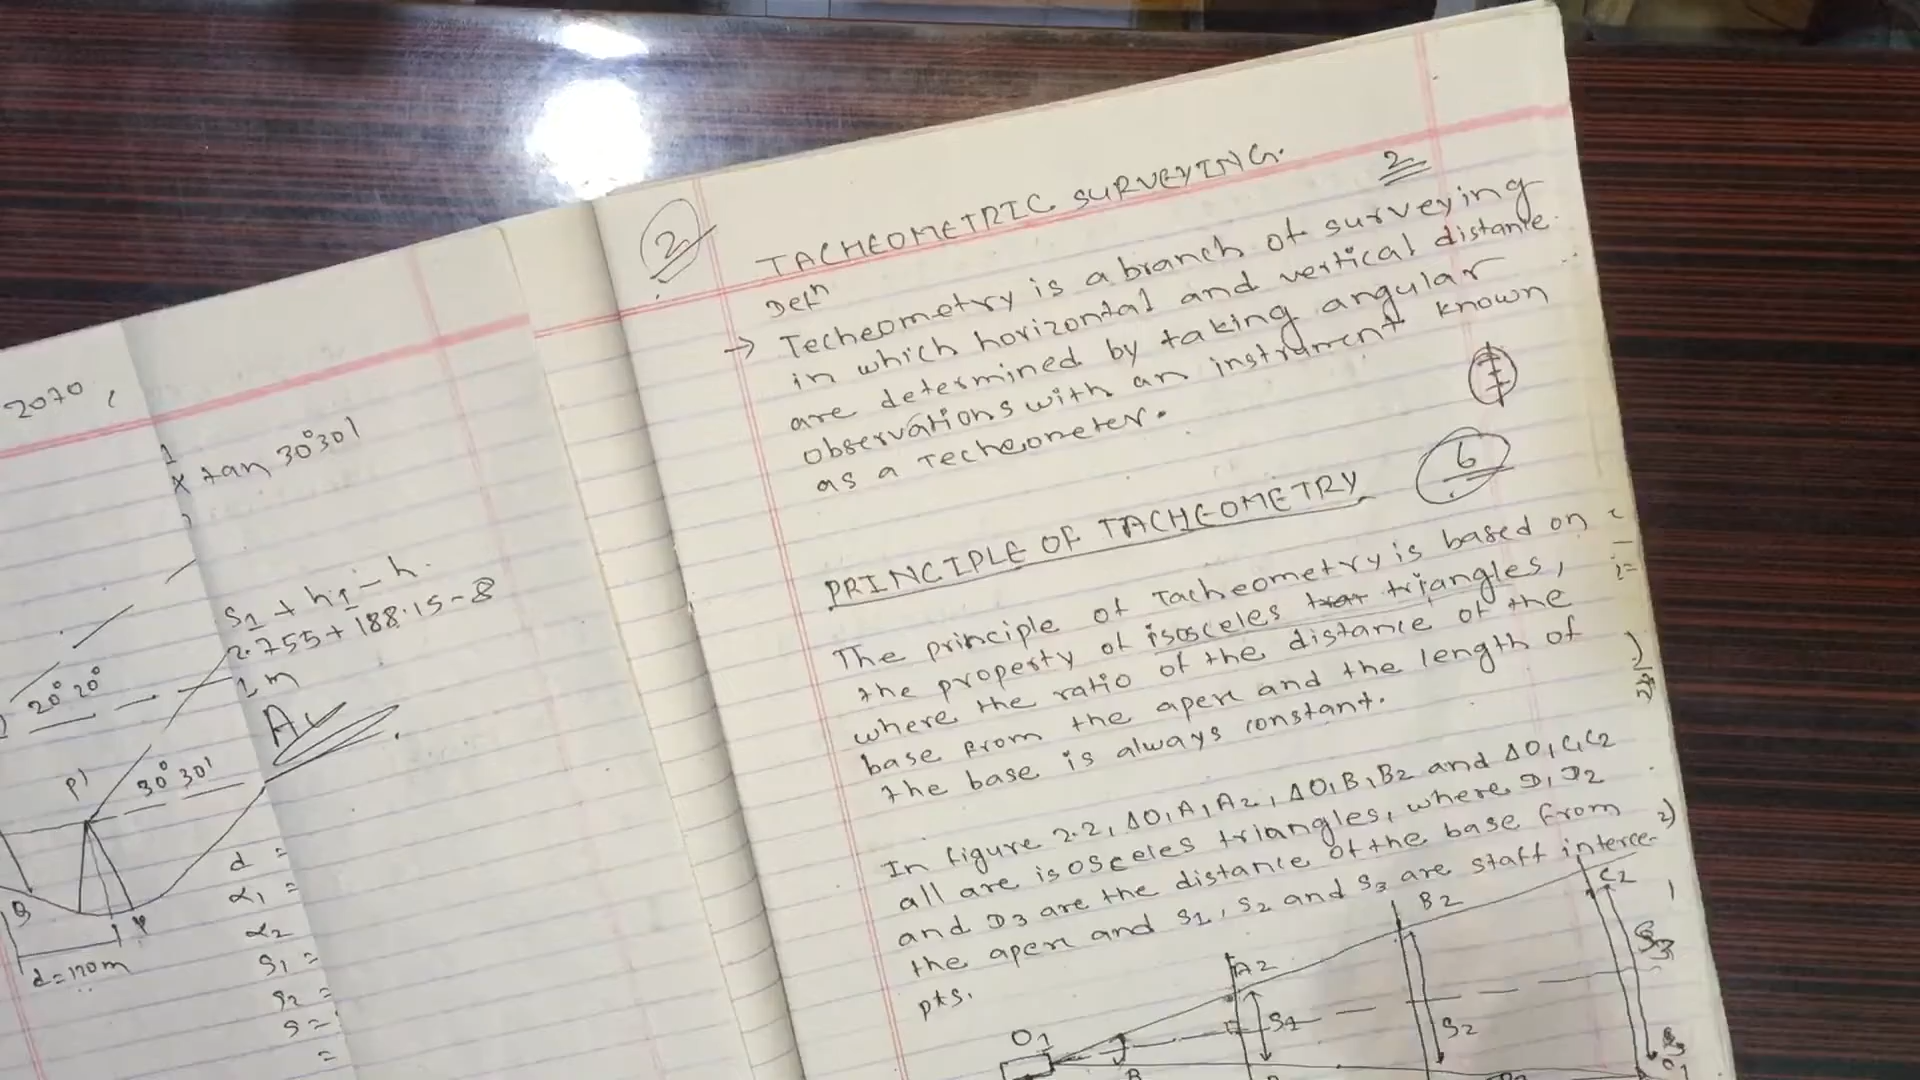 2070,
x tan 30°30'
S1 + h1 - h.
2.755 + 188.15 - 8
20°20°
p'
30°30'
Q
P
d =
α1 =
α2
S1 =
S2 =
S =
=
2
TACHEOMETRIC SURVEYING.
2
Defn
→ Techeometry is a branch of surveying
in which horizontal and vertical distance.
are determined by taking angular
observations with an instrument known
as a Techeometer.
PRINCIPLE OF TACHEOMETRY
6
The principle of Tacheometry is based on
the property of isosceles triangles,
where the ratio of the distance of the
base from the apex and the length of
the base is always constant.
In figure 2.2, ΔO1A1A2, ΔO1B1B2 and ΔO1C1C2
all are isosceles triangles, where D1 D2
and D3 are the distance of the base from
the apex and S1, S2 and S3 are staff interce-
pts.
2)
O1
A2
B2
C2
S1
S2
S3
B